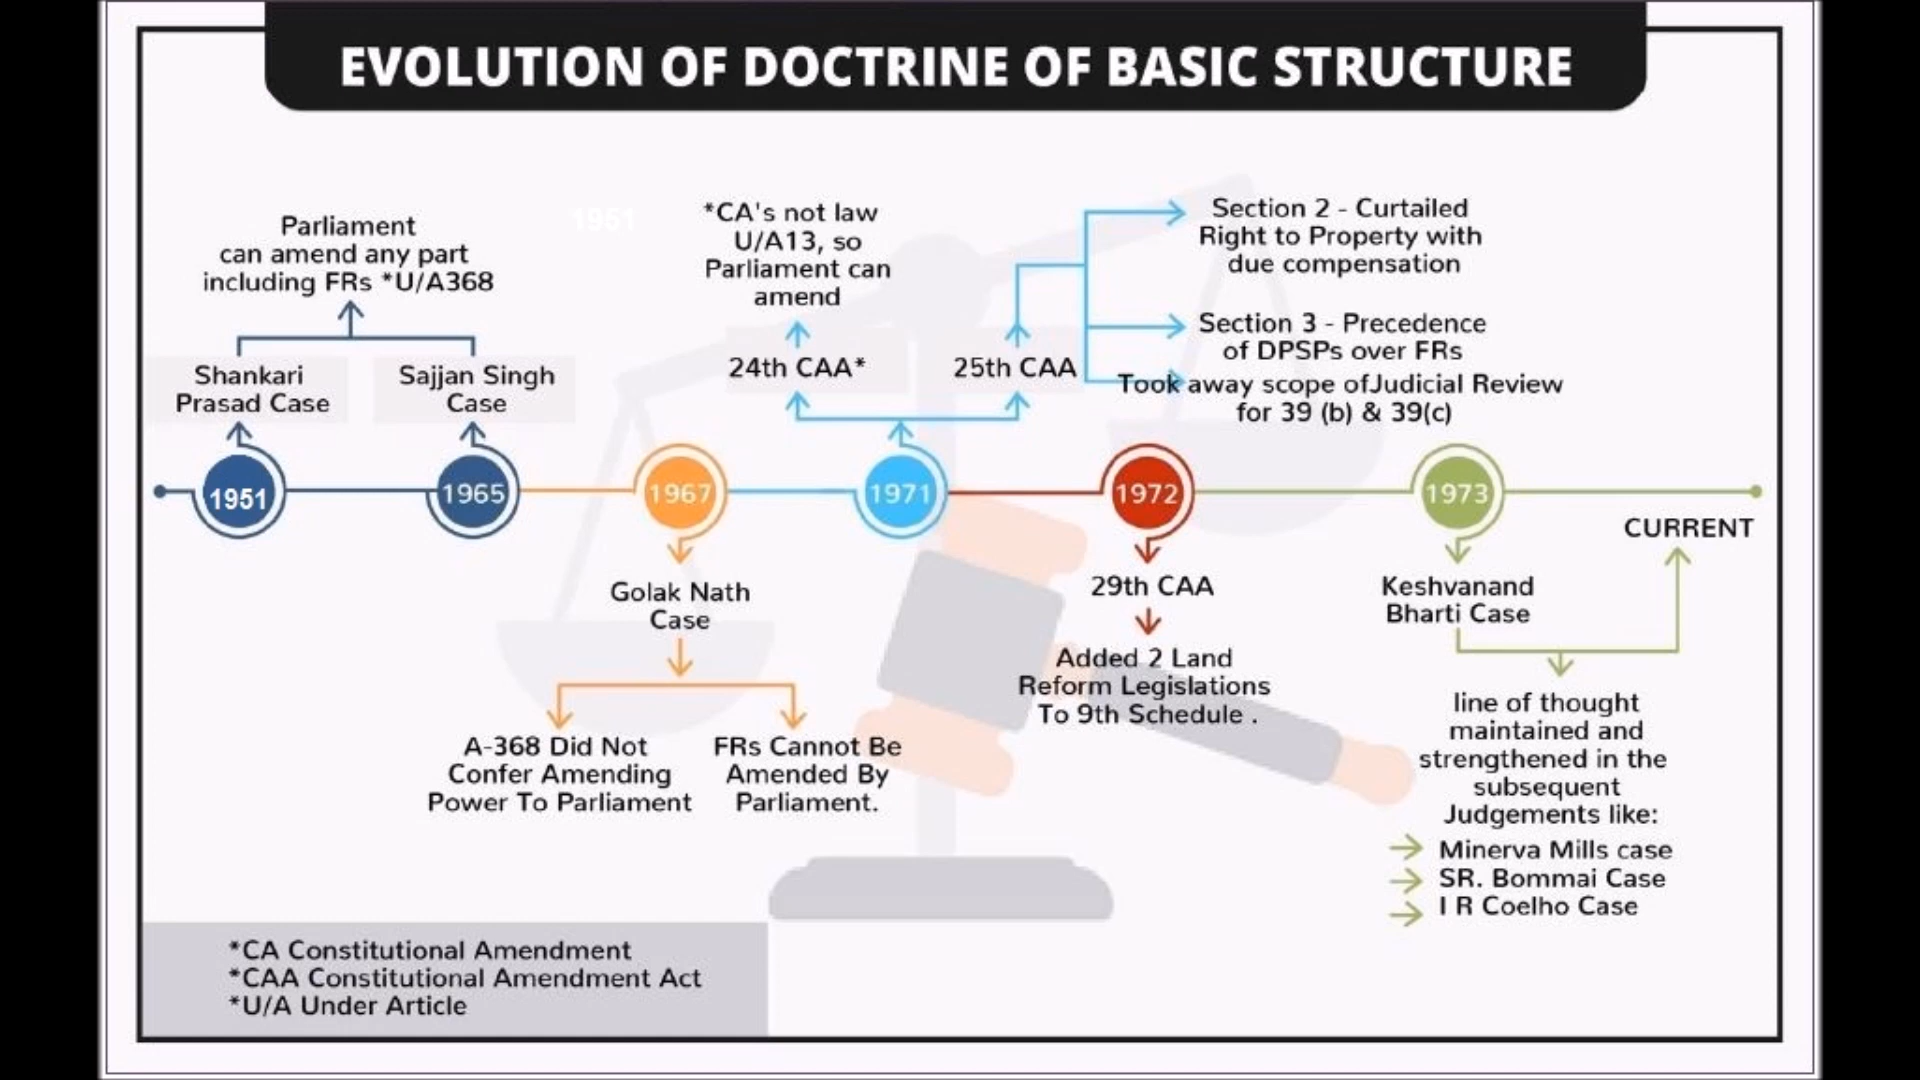 EVOLUTION OF DOCTRINE OF BASIC STRUCTURE
1951
Parliament
can amend any part
including FRs *U/A368
Shankari
Prasad Case
Sajjan Singh
Case
*CA's not law
U/A13, so
Parliament can
amend
24th CAA*
25th CAA
Section 2 - Curtailed
Right to Property with
due compensation
Section 3 - Precedence
of DPSPs over FRs
Took away scope ofJudicial Review
for 39 (b) & 39(c)
1951
1965
1967
1971
1972
1973
CURRENT
Golak Nath
Case
A-368 Did Not
Confer Amending
Power To Parliament
FRs Cannot Be
Amended By
Parliament.
29th CAA
Added 2 Land
Reform Legislations
To 9th Schedule .
Keshvanand
Bharti Case
line of thought
maintained and
strengthened in the
subsequent
Judgements like:
Minerva Mills case
SR. Bommai Case
I R Coelho Case
*CA Constitutional Amendment
*CAA Constitutional Amendment Act
*U/A Under Article